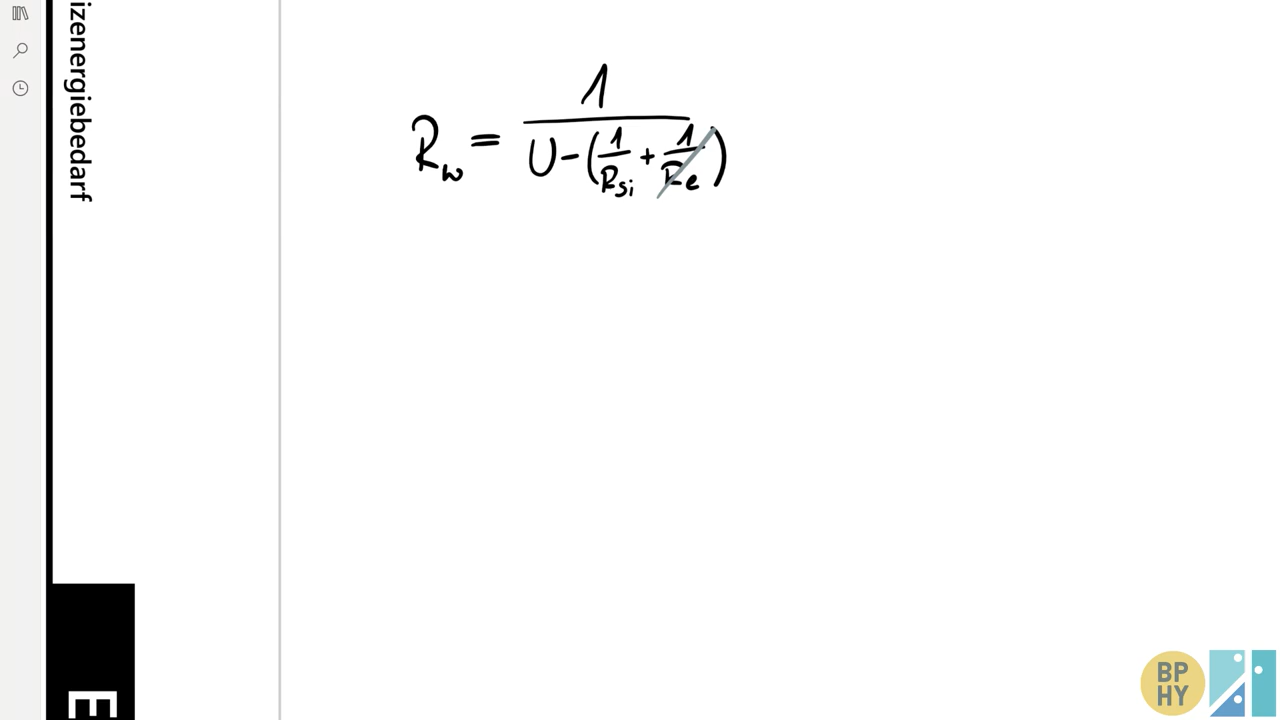 izenergiebedarf
E
R_w = 1 / (U - (1/R_si + 1/R_e))
BP
HY